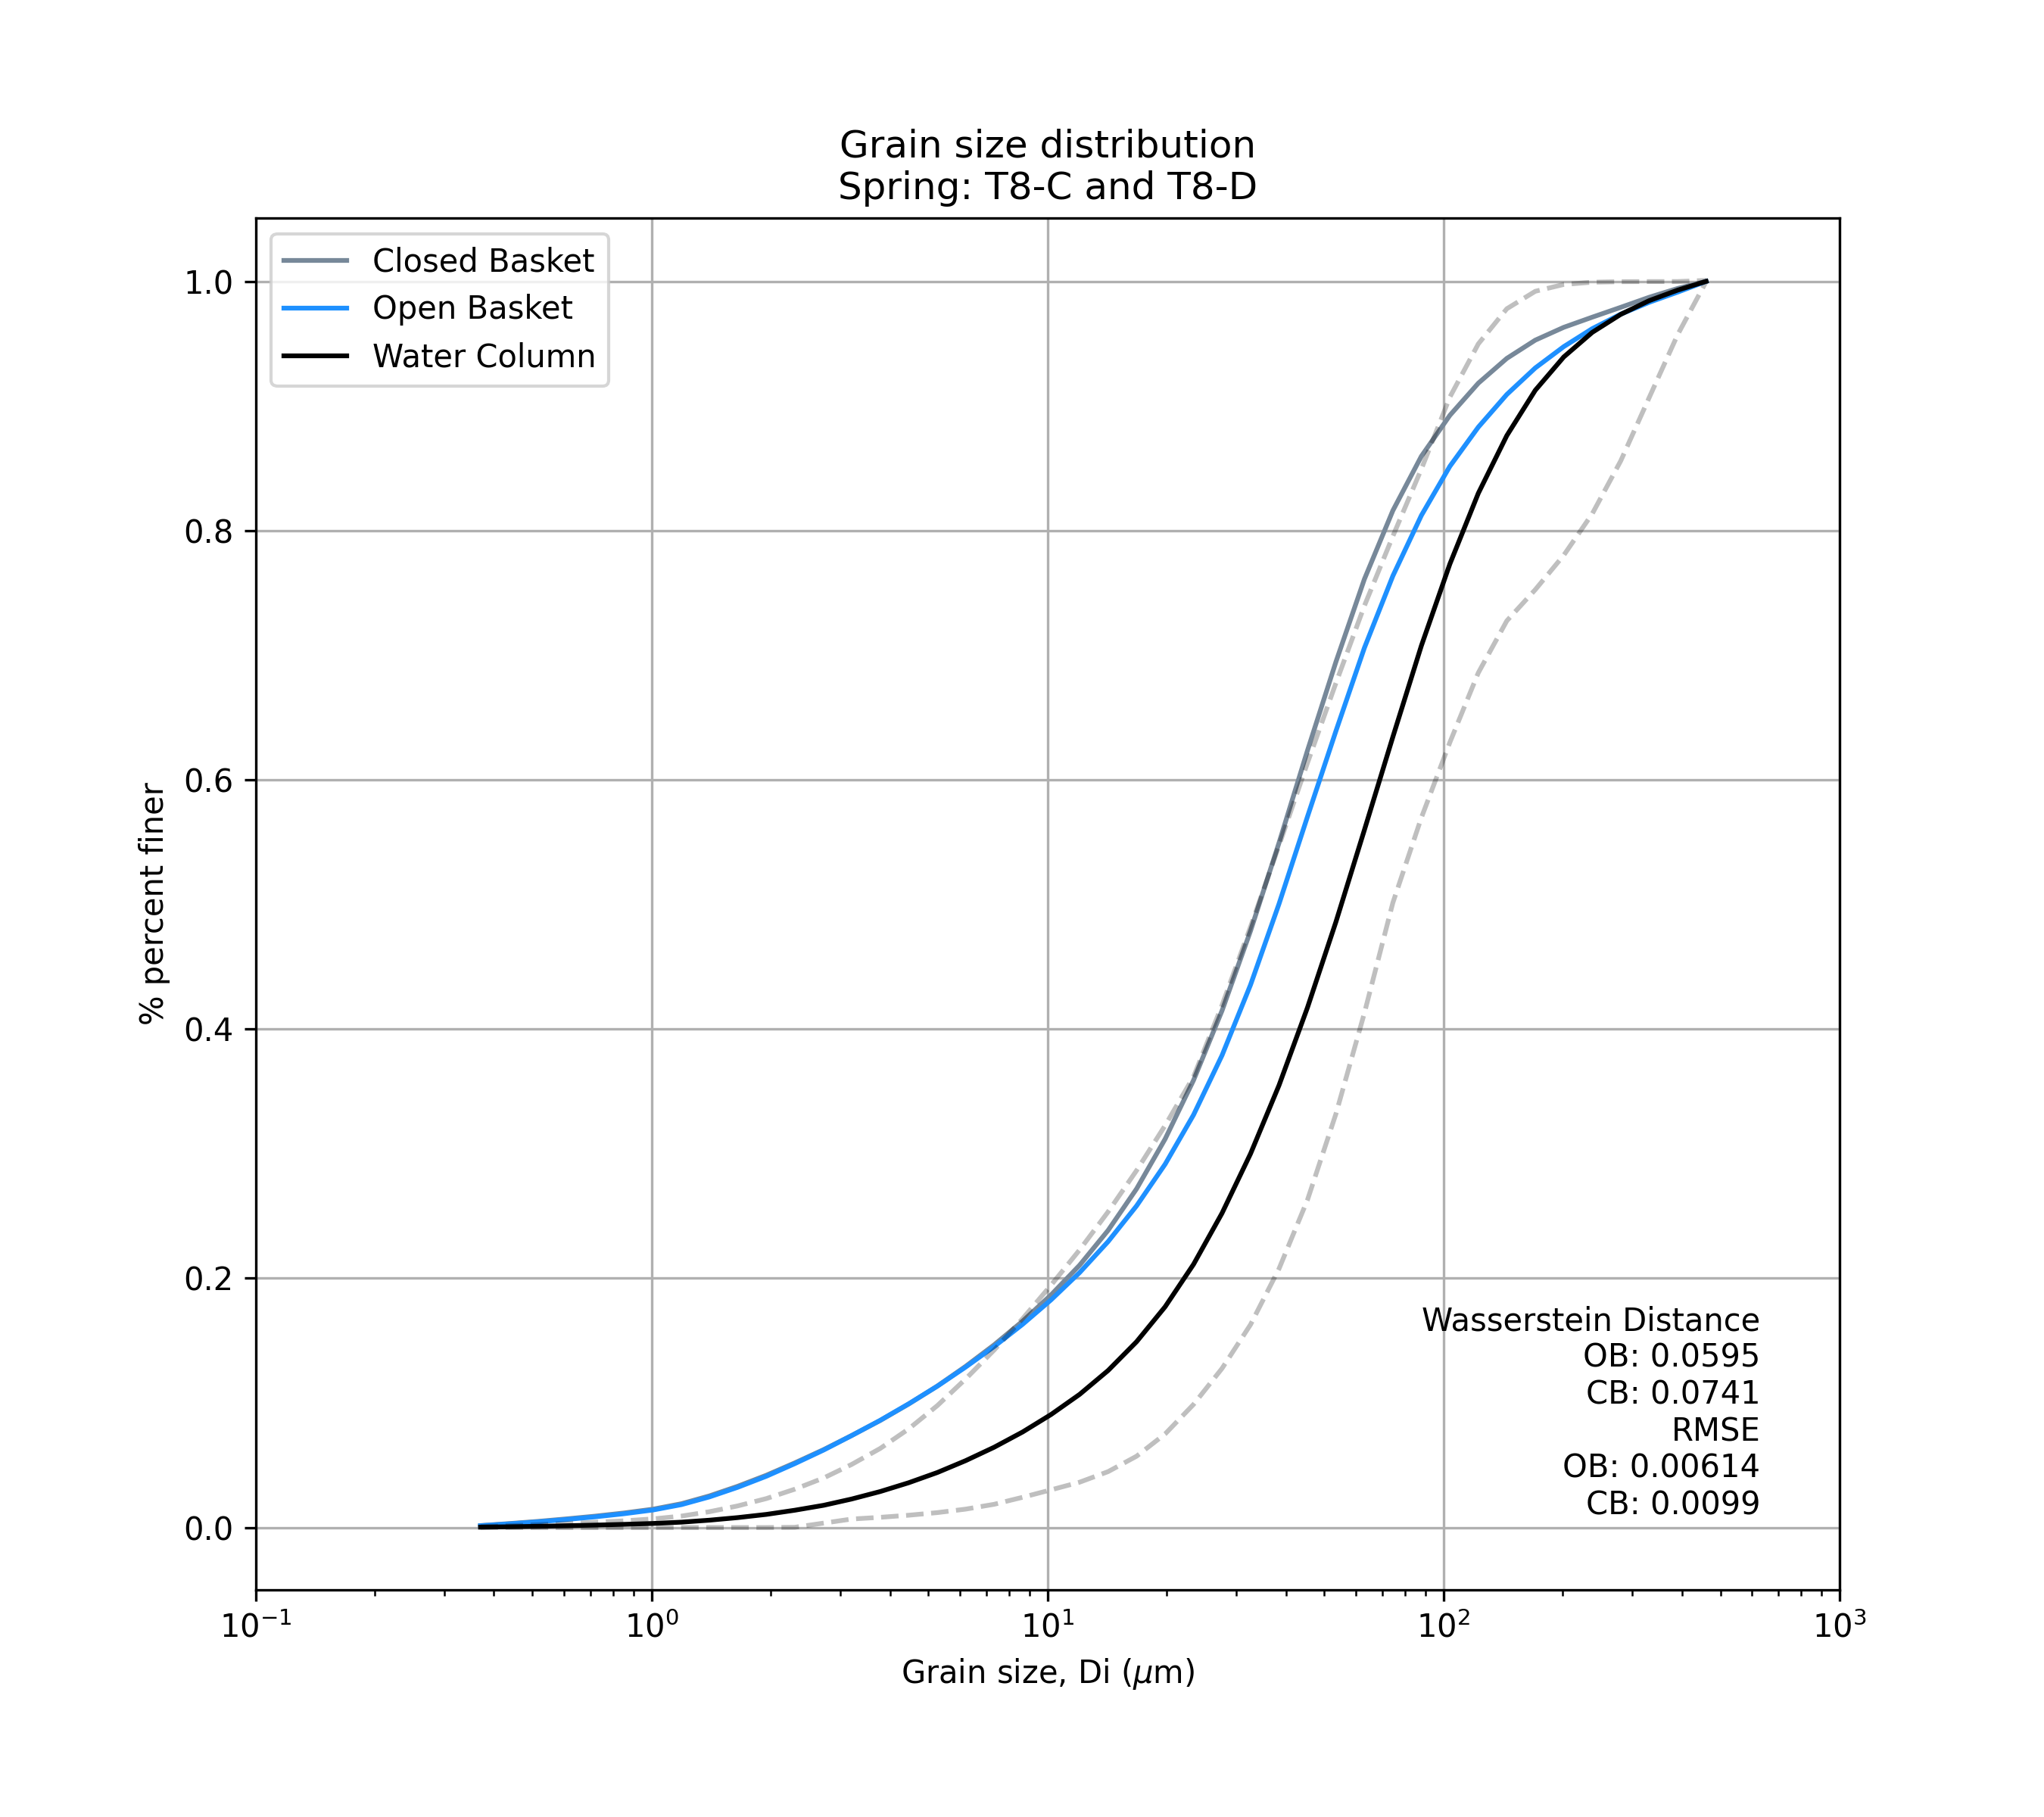 Grain size distribution
Spring: T8-C and T8-D
Closed Basket
Open Basket
Water Column
1.0
0.8
0.6
0.4
0.2
0.0
% percent finer
Wasserstein Distance
OB: 0.0595
CB: 0.0741
RMSE
OB: 0.00614
CB: 0.0099
10⁻¹
10⁰
10¹
10²
10³
Grain size, Di (μm)